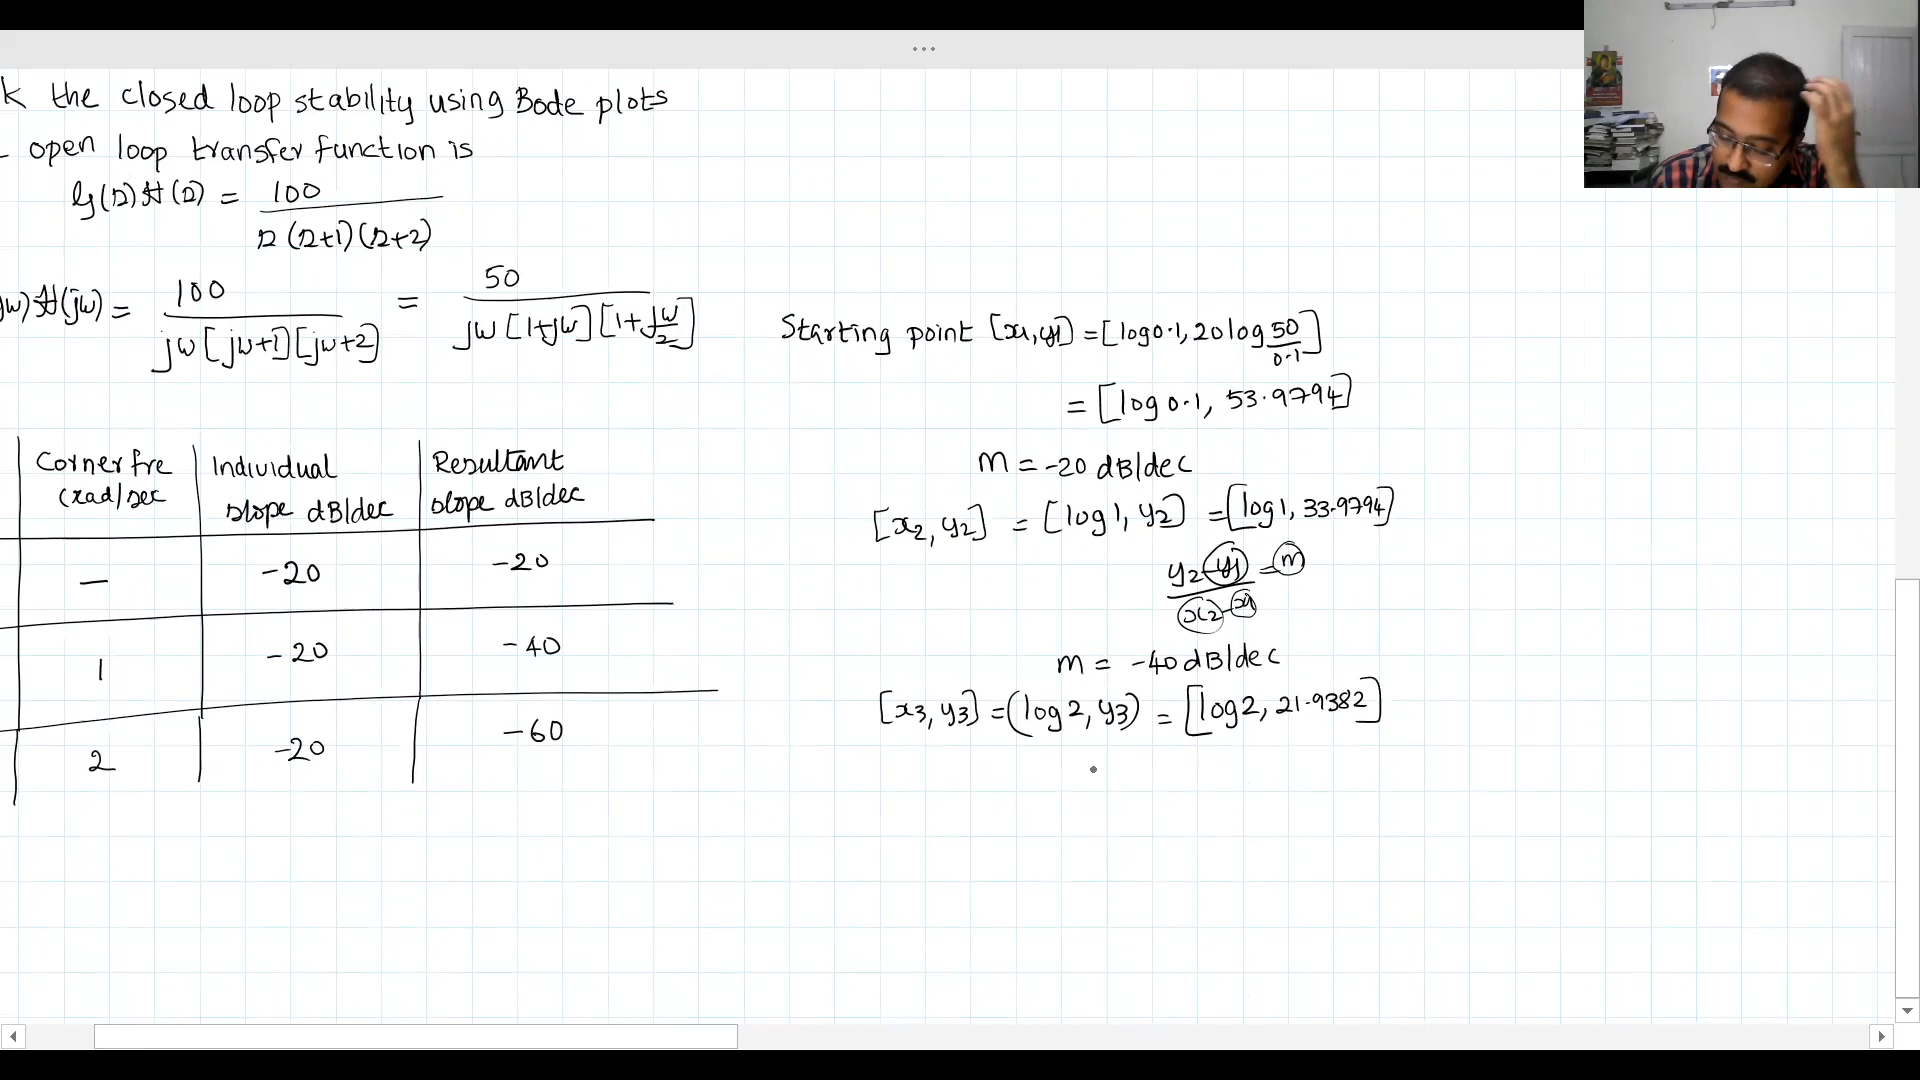 k the closed loop stability using Bode plots
open loop transfer function is
G(s)H(s) = 100 / s(s+1)(s+2)
jω)H(jω) = 100 / jω[jω+1][jω+2] = 50 / jω[1+jω][1+jω/2]
Corner fre (rad/sec | Individual slope dB/dec | Resultant slope dB/dec
— | -20 | -20
1 | -20 | -40
2 | -20 | -60
Starting point [x1,y1] = [log0.1, 20log 50/0.1]
= [log0.1, 53.9794]
m = -20 dB/dec
[x2, y2] = [log1, y2] = [log1, 33.9794]
y2-y1 / x2-x1 = m
m = -40dB/dec
[x3, y3] = (log2, y3) = [log2, 21.9382]